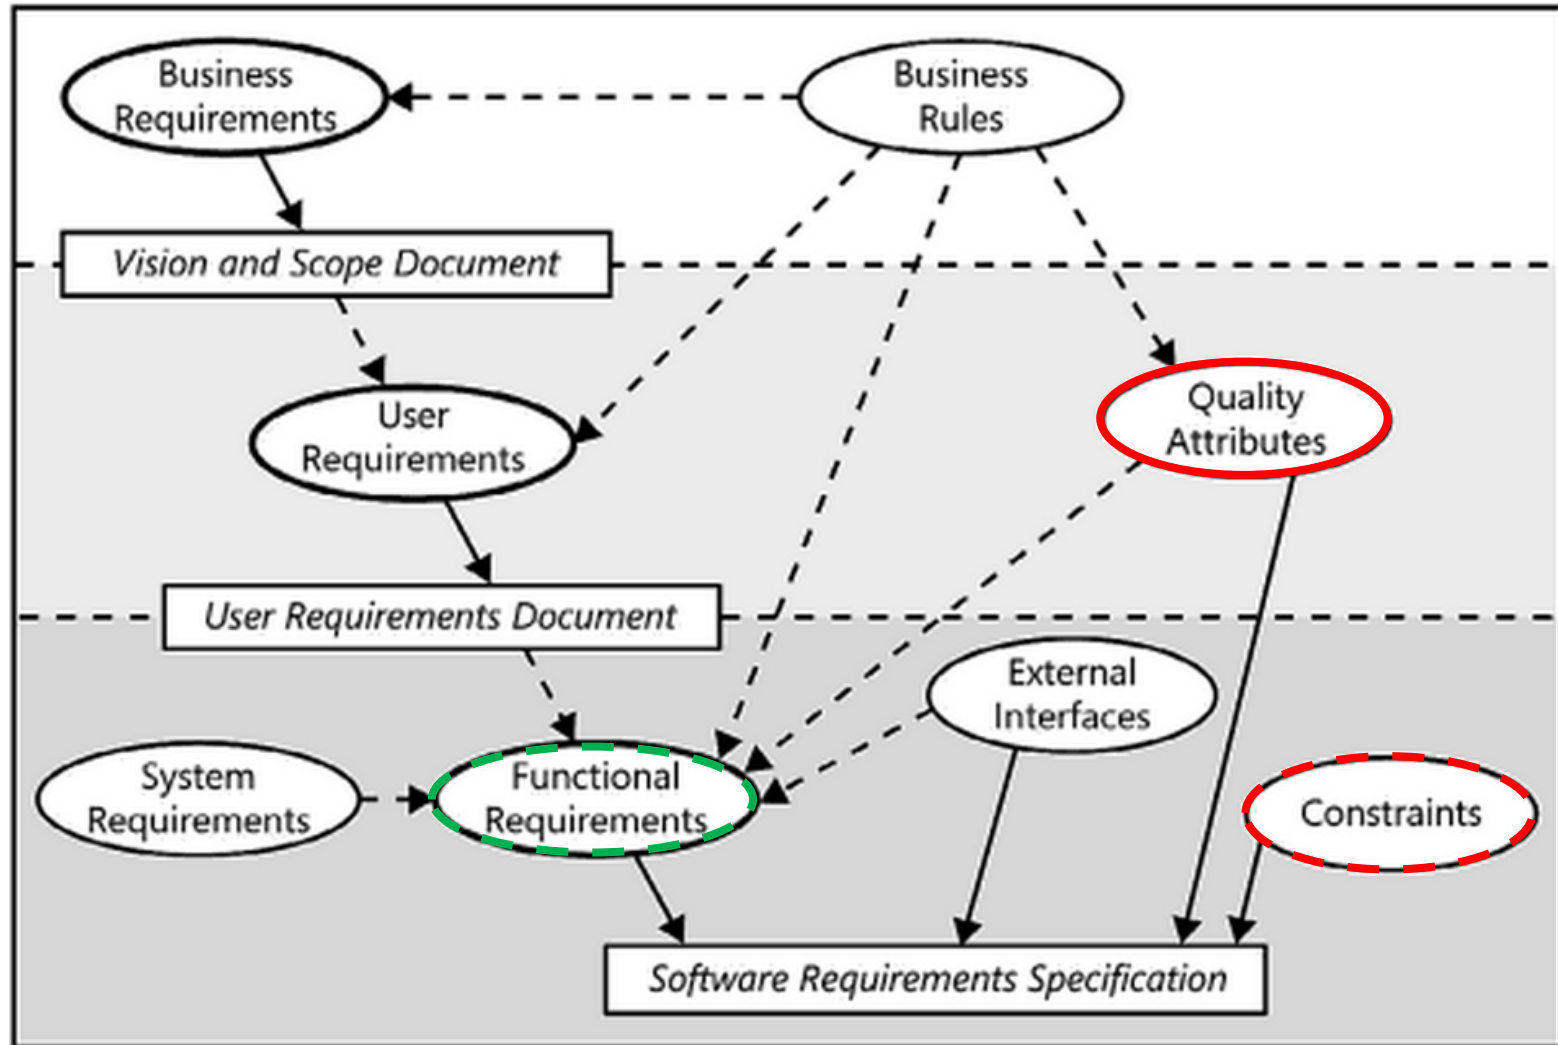 Business
Requirements
Business
Rules
Vision and Scope Document
User
Requirements
Quality
Attributes
User Requirements Document
External
Interfaces
System
Requirements
Functional
Requirements
Constraints
Software Requirements Specification